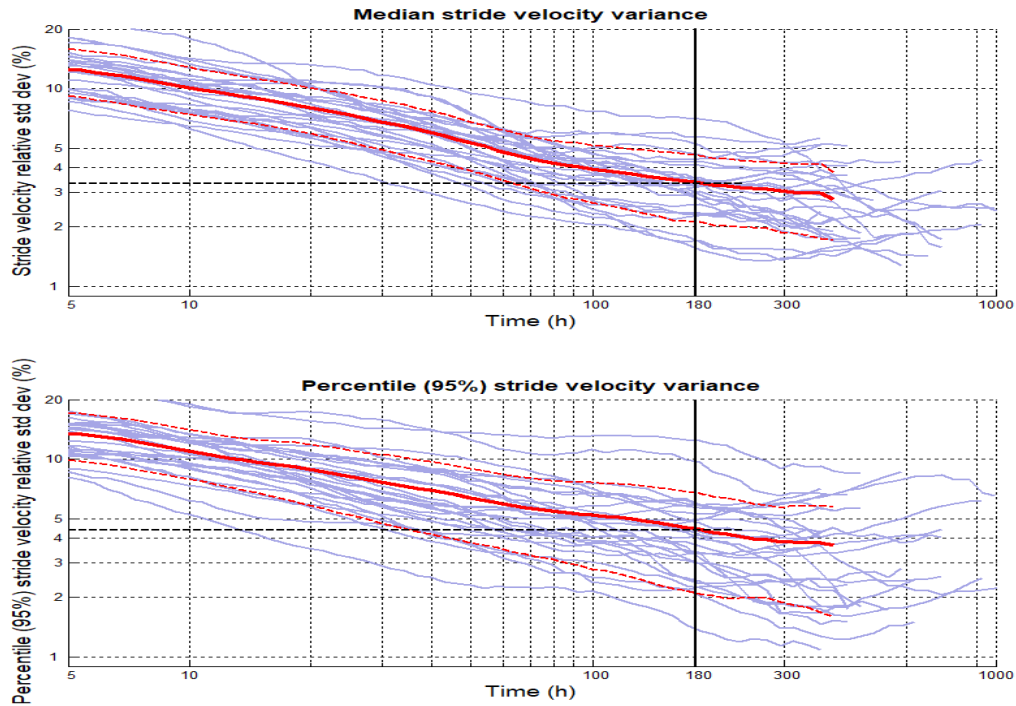 Median stride velocity variance
Stride velocity relative std dev (%)
20
10
5
4
3
2
1
5 10 100 180 300 1000
Time (h)
Percentile (95%) stride velocity variance
Percentile (95%) stride velocity relative std dev (%)
20
10
5
4
3
2
1
5 10 100 180 300 1000
Time (h)